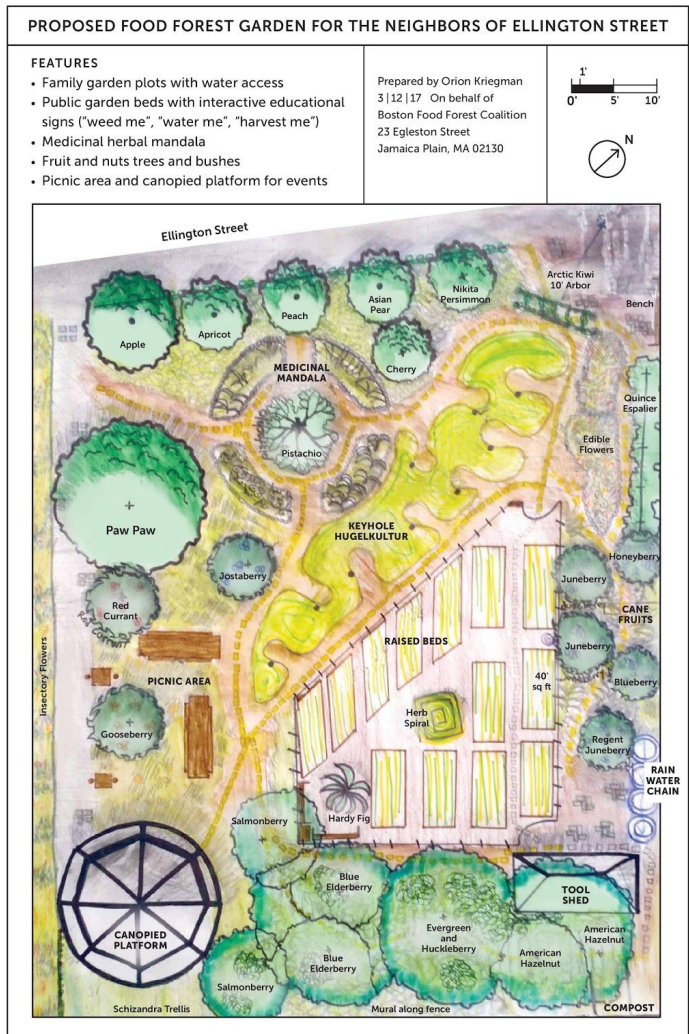 PROPOSED FOOD FOREST GARDEN FOR THE NEIGHBORS OF ELLINGTON STREET
FEATURES
• Family garden plots with water access
• Public garden beds with interactive educational
signs (“weed me”, “water me”, “harvest me”)
• Medicinal herbal mandala
• Fruit and nuts trees and bushes
• Picnic area and canopied platform for events
Prepared by Orion Kriegman
3|12|17 On behalf of
Boston Food Forest Coalition
23 Egleston Street
Jamaica Plain, MA 02130
1'
0' 5' 10'
N
Ellington Street
Arctic Kiwi
10' Arbor
Bench
Nikita
Persimmon
Asian
Pear
Peach
Apricot
Apple
Cherry
MEDICINAL
MANDALA
Quince
Espalier
Edible
Flowers
Pistachio
Paw Paw
KEYHOLE
HUGELKULTUR
Honeyberry
Jostaberry
Juneberry
Red
Currant
CANE
FRUITS
RAISED BEDS
Juneberry
PICNIC AREA
40'
sq ft
Blueberry
Insectory Flowers
Herb
Spiral
Gooseberry
Regent
Juneberry
RAIN
WATER
CHAIN
Salmonberry
Hardy Fig
Blue
Elderberry
TOOL
SHED
CANOPIED
PLATFORM
Evergreen
and
Huckleberry
American
Hazelnut
Blue
Elderberry
American
Hazelnut
Salmonberry
Schizandra Trellis
Mural along fence
COMPOST